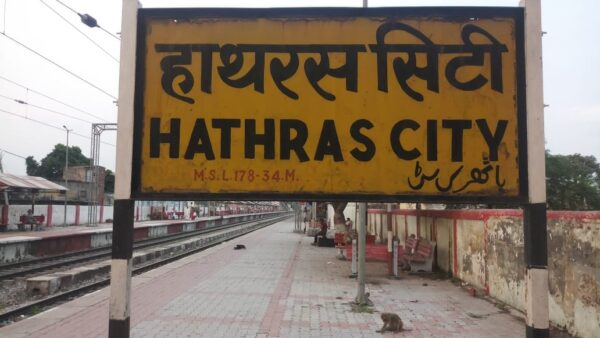 हाथरस सिटी
HATHRAS CITY
M.S.L.178-34.M.
ہاتھرس سٹی